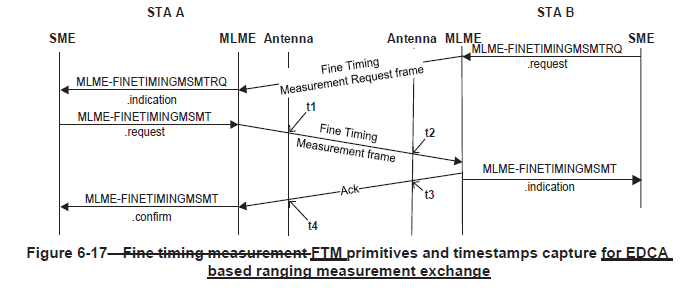 STA A STA B
SME MLME Antenna Antenna MLME SME
MLME-FINETIMINGMSMTRQ
.request
Fine Timing
Measurement Request frame
MLME-FINETIMINGMSMTRQ
.indication
MLME-FINETIMINGMSMT
.request
t1
Fine Timing
Measurement frame
t2
MLME-FINETIMINGMSMT
.indication
Ack
t3
MLME-FINETIMINGMSMT
.confirm
t4
Figure 6-17—Fine timing measurement FTM primitives and timestamps capture for EDCA
based ranging measurement exchange